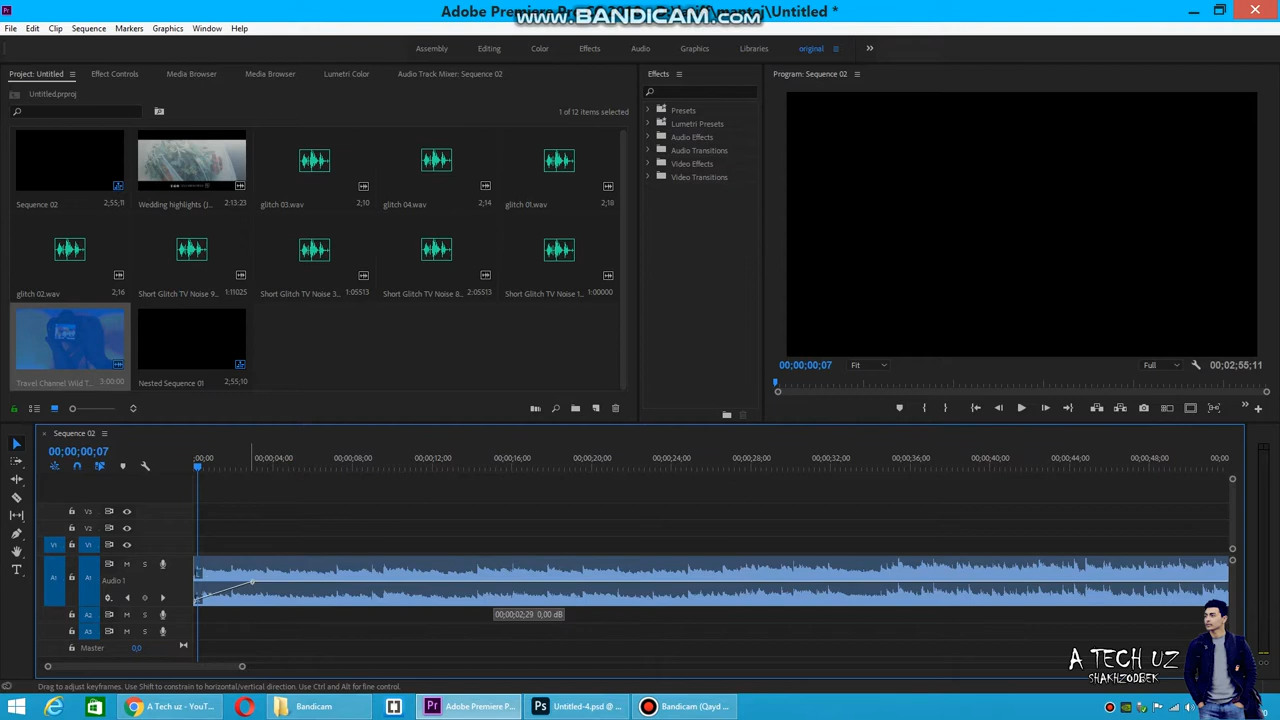 Adobe Premiere Pro
mantaj\Untitled *
www.BANDICAM.com
File Edit Clip Sequence Markers Graphics Window Help
Assembly Editing Color Effects Audio Graphics Libraries original
Project: Untitled Effect Controls Media Browser Media Browser Lumetri Color Audio Track Mixer: Sequence 02
Effects
Program: Sequence 02
Untitled.prproj
1 of 12 items selected
Presets
Lumetri Presets
Audio Effects
Audio Transitions
Video Effects
Video Transitions
Sequence 02 2;55;11
Wedding highlights (J... 2:13:23
glitch 03.wav 2;10
glitch 04.wav 2;14
glitch 01.wav 2;18
glitch 02.wav 2;16
Short Glitch TV Noise 9... 1:11025
Short Glitch TV Noise 3... 1:05513
Short Glitch TV Noise 8... 2:05513
Short Glitch TV Noise 1... 1:00000
Travel Channel Wild T... 3:00:00
Nested Sequence 01 2;55;10
00;00;00;07 Fit Full 00;02;55;11
Sequence 02
00;00;00;07
;00;00 00;00;04;00 00;00;08;00 00;00;12;00 00;00;16;00 00;00;20;00 00;00;24;00 00;00;28;00 00;00;32;00 00;00;36;00 00;00;40;00 00;00;44;00 00;00;48;00 00;00
V3
V2
V1 V1
A1 A1 M S
Audio 1
00;00;02;29 0,00 dB
A2 M S
A3 M S
Master 0,0
A TECH UZ
SHAKHZODBEK
Drag to adjust keyframes. Use Shift to constrain to horizontal/vertical direction. Use Ctrl and Alt for fine control.
A Tech uz - YouT... Bandicam Adobe Premiere P... Untitled-4.psd @ ... Bandicam (Qayd ...